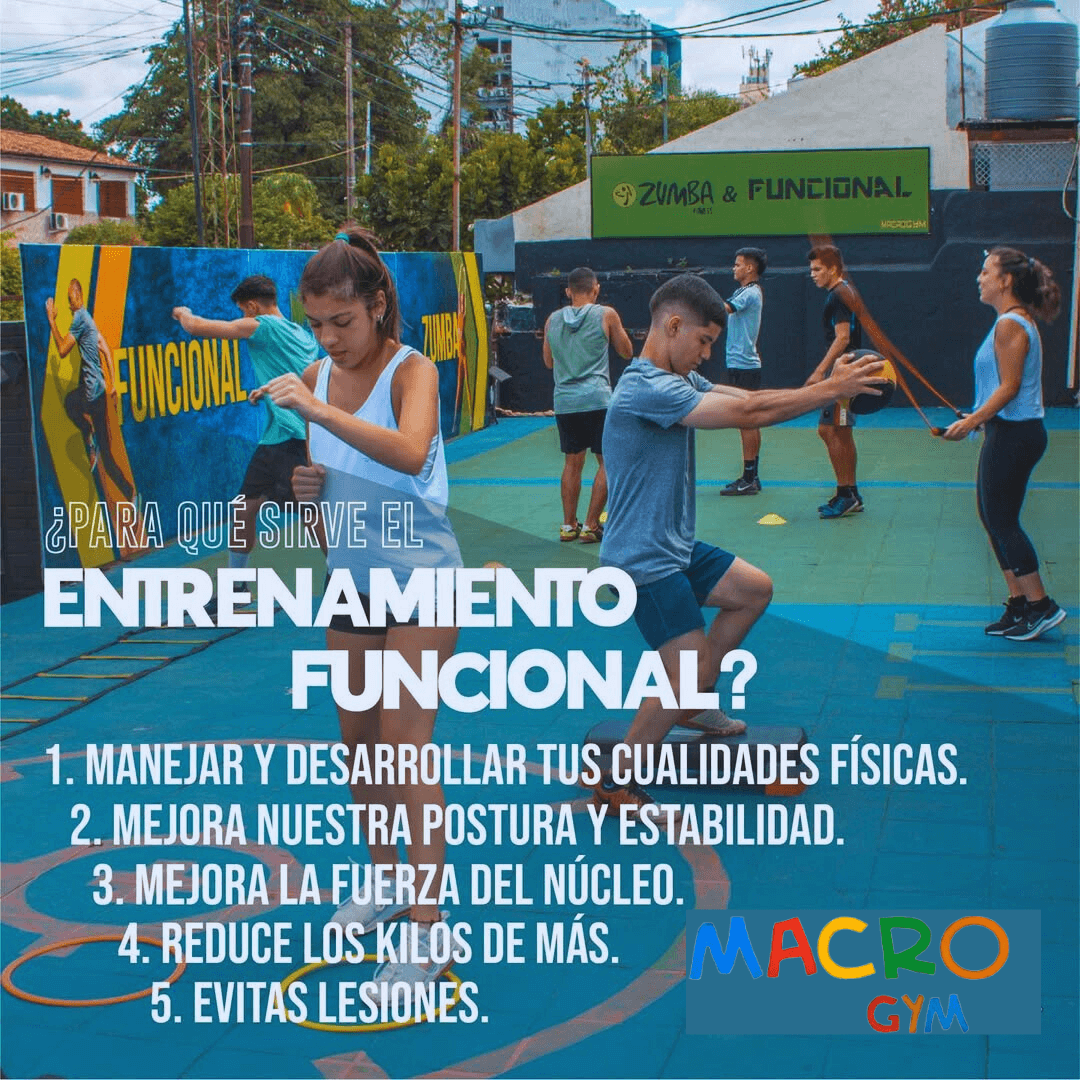 ZUMBA & FUNCIONAL
FITNESS
MACROGYM
FUNCIONAL
ZUMBA
¿PARA QUÉ SIRVE EL
ENTRENAMIENTO
FUNCIONAL?
1. MANEJAR Y DESARROLLAR TUS CUALIDADES FÍSICAS.
2. MEJORA NUESTRA POSTURA Y ESTABILIDAD.
3. MEJORA LA FUERZA DEL NÚCLEO.
4. REDUCE LOS KILOS DE MÁS.
5. EVITAS LESIONES.
MACRO
GYM